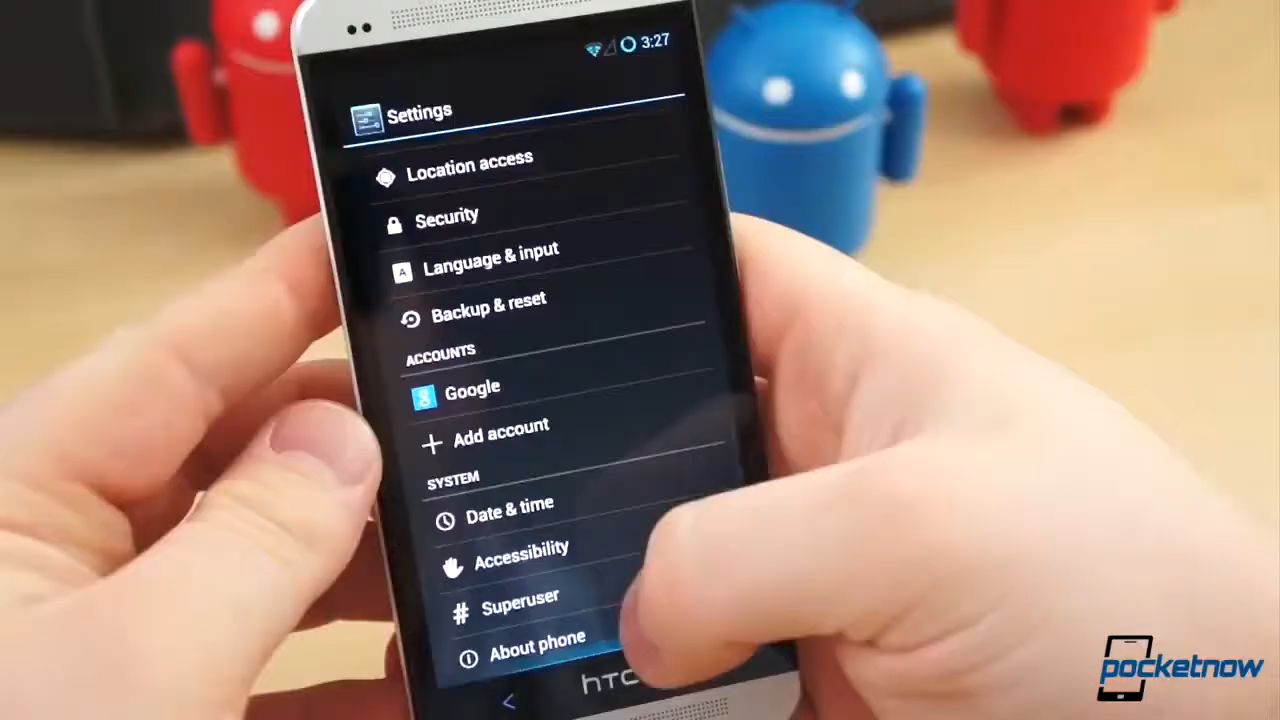 3:27
Settings
Location access
Security
Language & input
Backup & reset
ACCOUNTS
Google
Add account
SYSTEM
Date & time
Accessibility
# Superuser
About phone
hTC
pocketnow